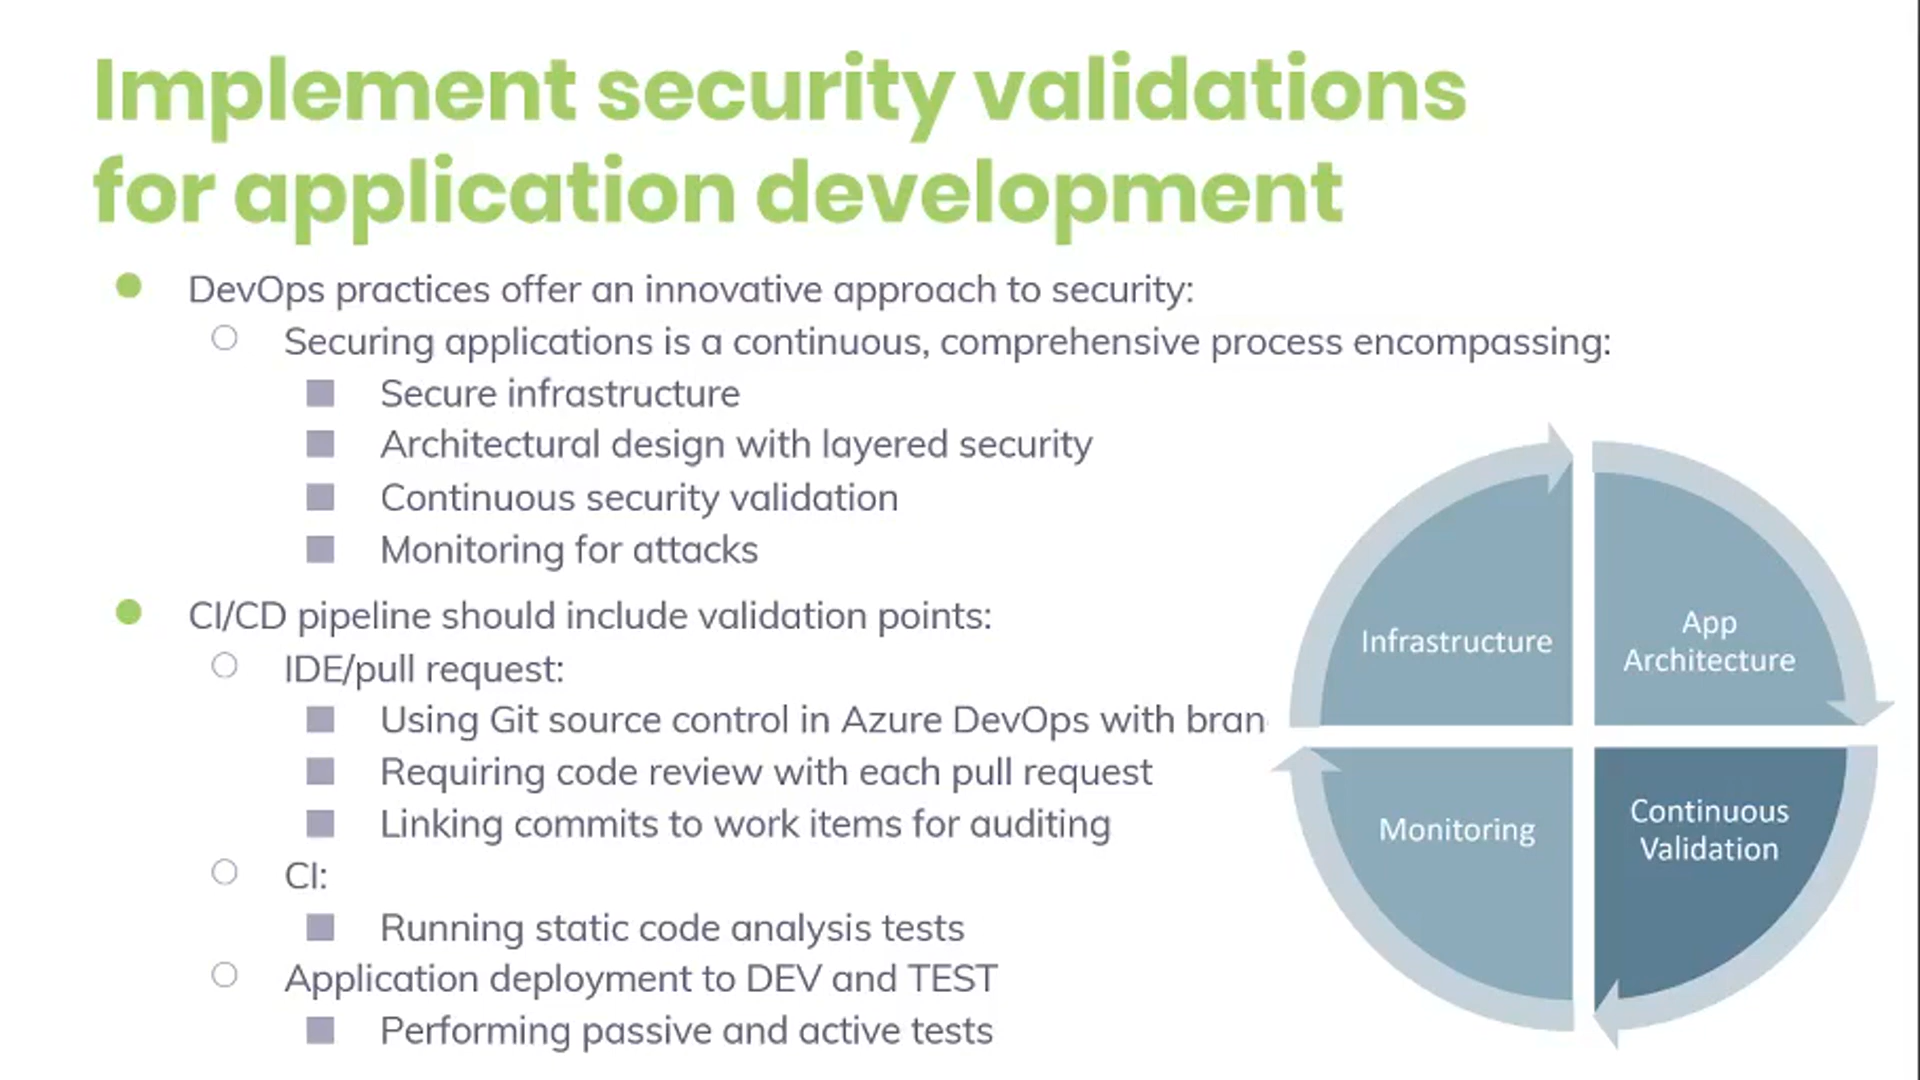 Implement security validations
for application development
DevOps practices offer an innovative approach to security:
Securing applications is a continuous, comprehensive process encompassing:
Secure infrastructure
Architectural design with layered security
Continuous security validation
Monitoring for attacks
CI/CD pipeline should include validation points:
IDE/pull request:
Using Git source control in Azure DevOps with bran
Requiring code review with each pull request
Linking commits to work items for auditing
CI:
Running static code analysis tests
Application deployment to DEV and TEST
Performing passive and active tests
Infrastructure
App
Architecture
Monitoring
Continuous
Validation